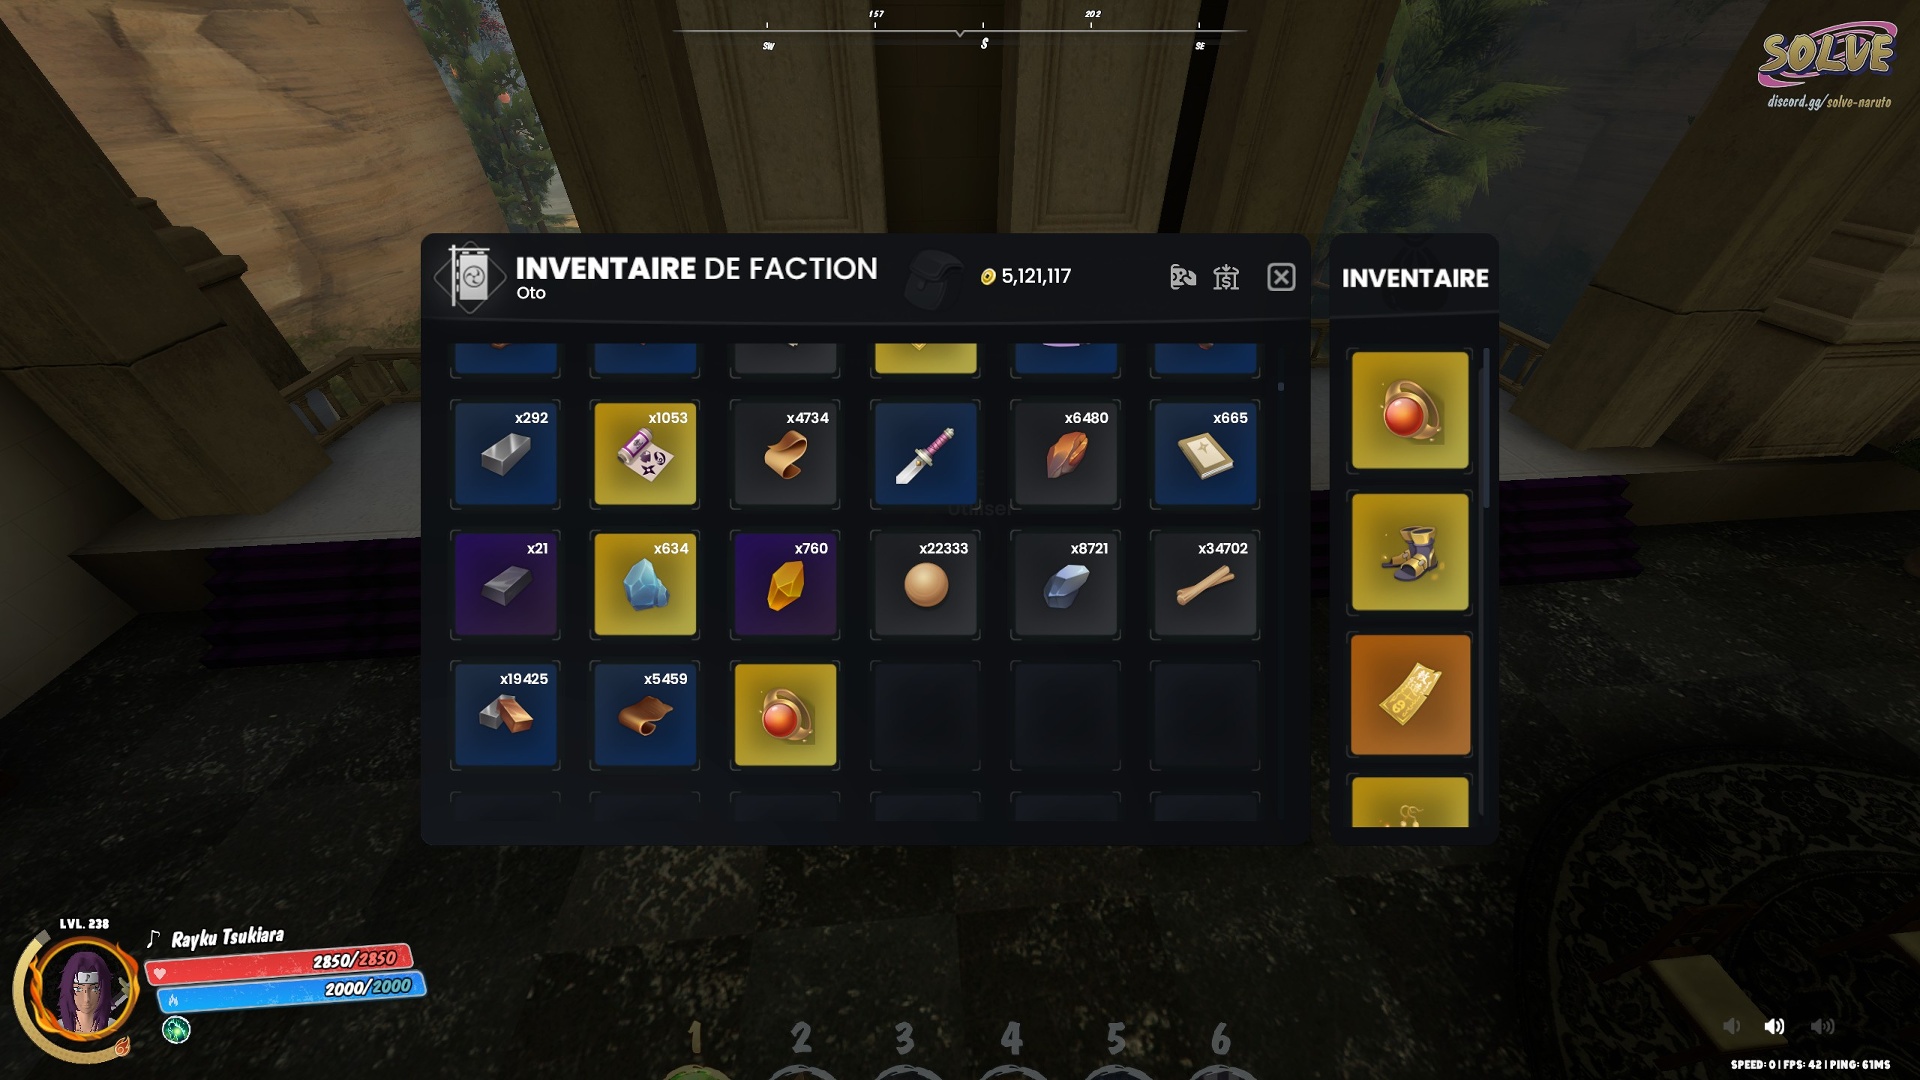 157
202
SW
S
SE
SOLVE
discord.gg/solve-naruto
INVENTAIRE DE FACTION
Oto
5,121,117
INVENTAIRE
x292
x1053
x4734
x6480
x665
Utiliser
x21
x634
x760
x22333
x8721
x34702
x19425
x5459
LVL. 238
Rayku Tsukiara
2850/2850
2000/2000
1
2
3
4
5
6
SPEED: 0 | FPS: 42 | PING: 61MS